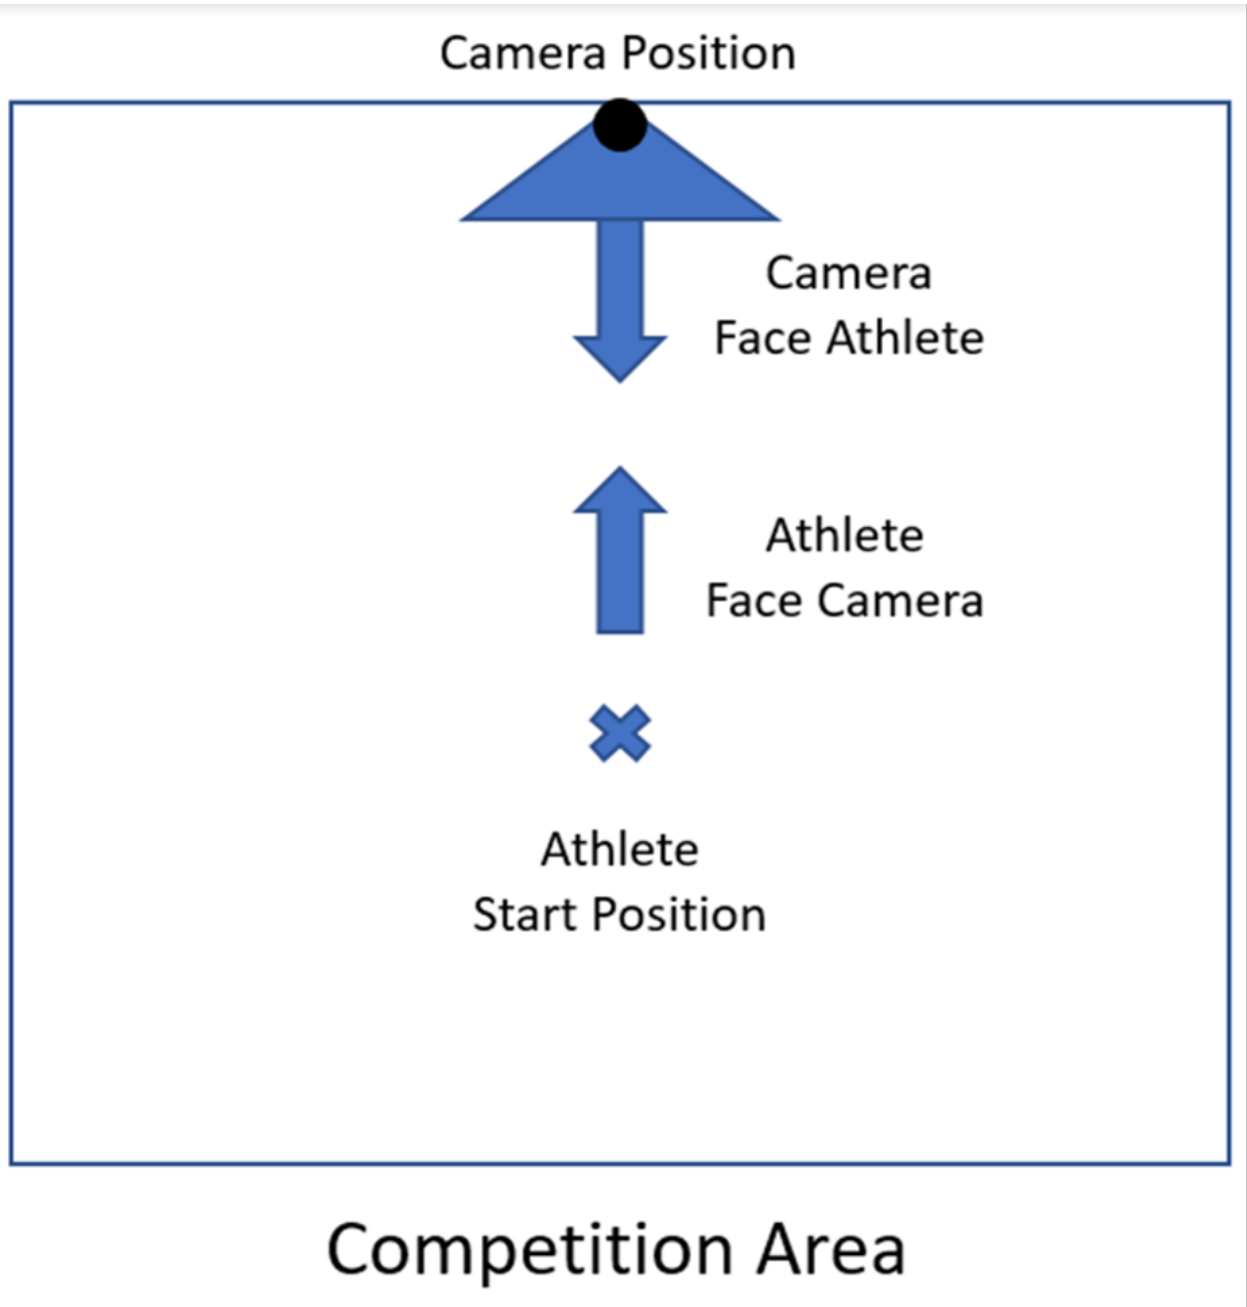 Camera Position
Camera
Face Athlete
Athlete
Face Camera
Athlete
Start Position
Competition Area